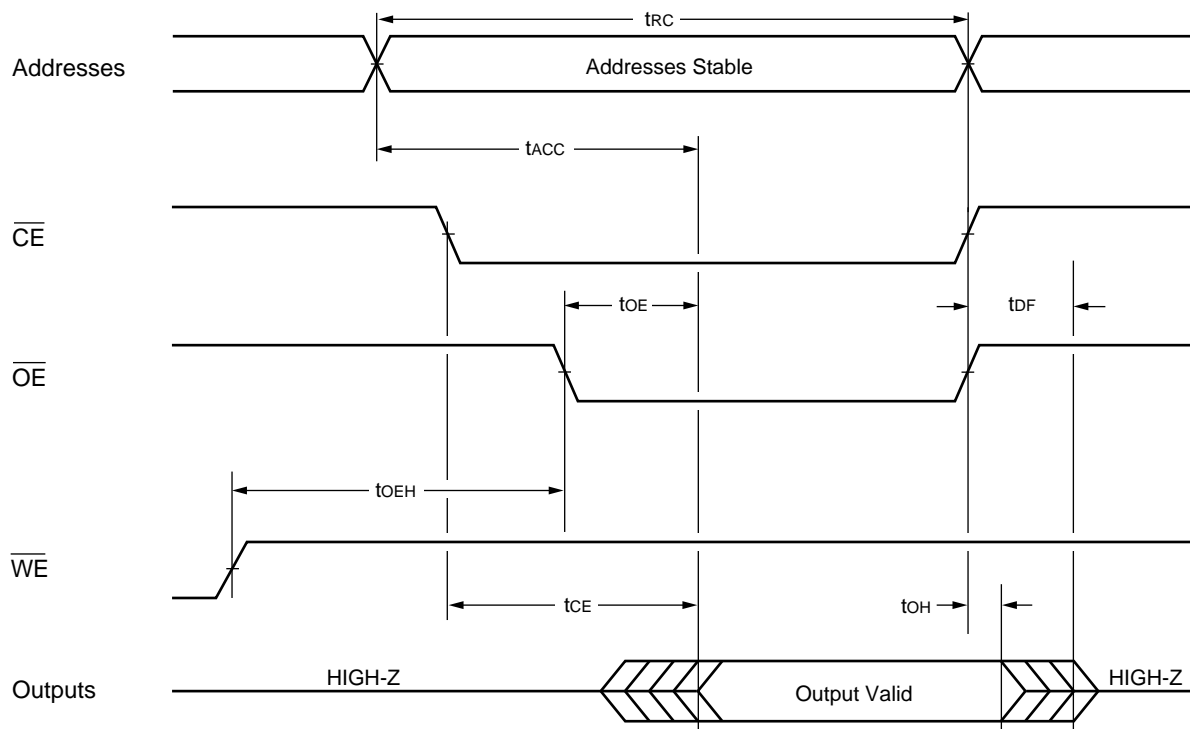 tRC
Addresses
Addresses Stable
tACC
CE
tOE
tDF
OE
tOEH
WE
tCE
tOH
Outputs
HIGH-Z
Output Valid
HIGH-Z